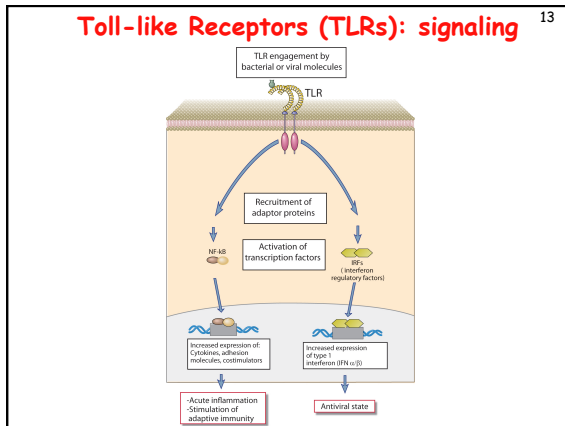 Toll-like Receptors (TLRs): signaling
13
TLR engagement by
bacterial or viral molecules
TLR
Recruitment of
adaptor proteins
Activation of
transcription factors
NF-kB
IRFs
( interferon
regulatory factors)
Increased expression of:
Cytokines, adhesion
molecules, costimulators
Increased expression
of type 1
interferon (IFN α/β)
-Acute inflammation
-Stimulation of
adaptive immunity
Antiviral state